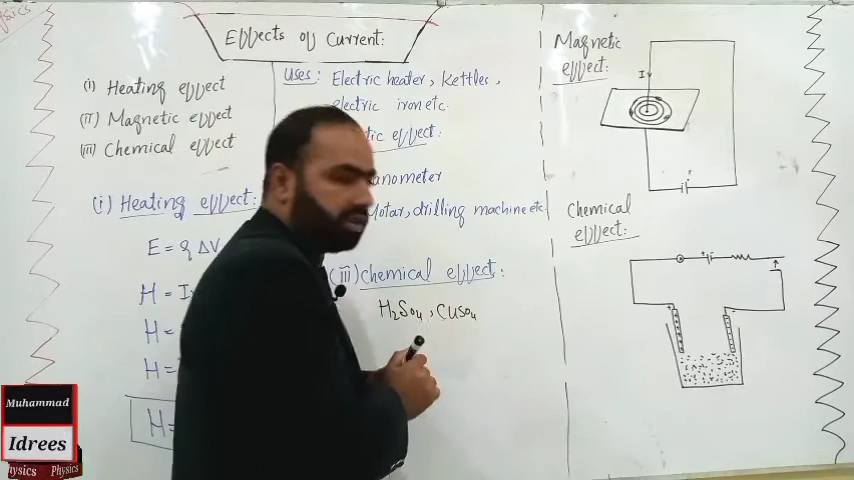 Effects of Current:
(i) Heating effect
(ii) Magnetic effect
(iii) Chemical effect
(i) Heating effect:
E = q ΔV
H = I
H =
H =
H =
Uses: Electric heater, kettles,
electric iron etc.
tic effect:
anometer
Motar, drilling machine etc
(iii) chemical effect:
H2SO4, CUSO4
Magnetic
effect:
I
Chemical
effect:
Muhammad
Idrees
hysics Physics